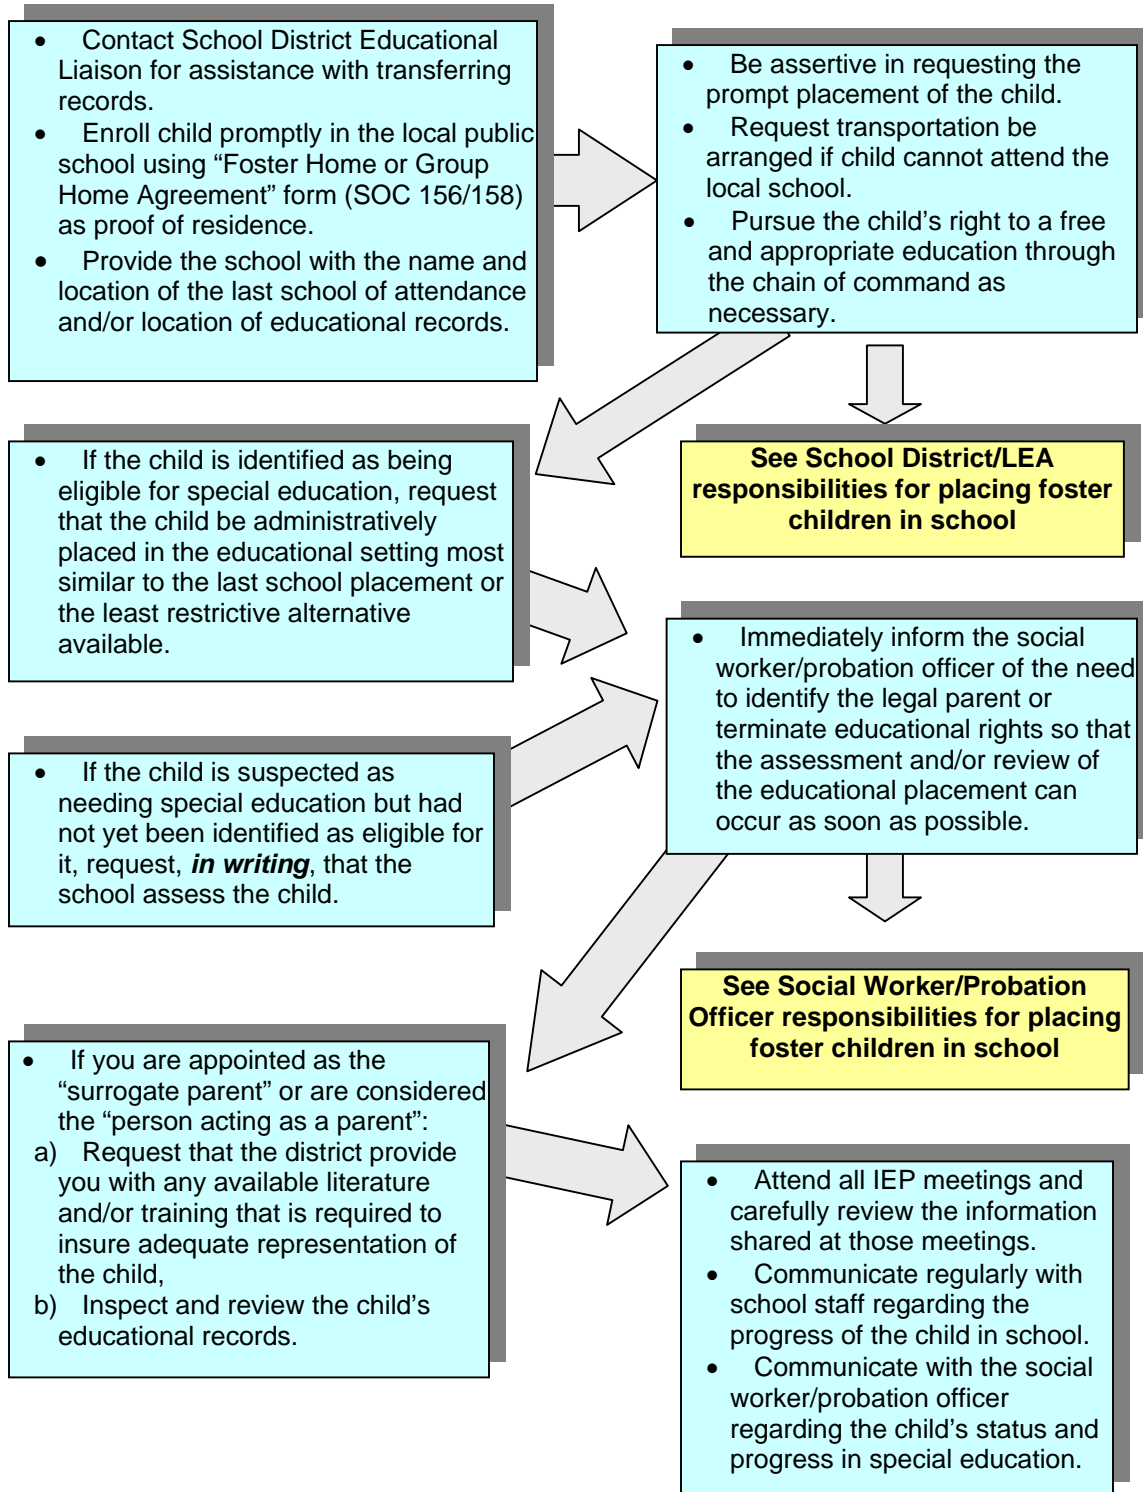 • Contact School District Educational
Liaison for assistance with transferring
records.
• Enroll child promptly in the local public
school using “Foster Home or Group
Home Agreement” form (SOC 156/158)
as proof of residence.
• Provide the school with the name and
location of the last school of attendance
and/or location of educational records.
• Be assertive in requesting the
prompt placement of the child.
• Request transportation be
arranged if child cannot attend the
local school.
• Pursue the child’s right to a free
and appropriate education through
the chain of command as
necessary.
• If the child is identified as being
eligible for special education, request
that the child be administratively
placed in the educational setting most
similar to the last school placement or
the least restrictive alternative
available.
See School District/LEA
responsibilities for placing foster
children in school
• If the child is suspected as
needing special education but had
not yet been identified as eligible for
it, request, in writing, that the
school assess the child.
• Immediately inform the social
worker/probation officer of the need
to identify the legal parent or
terminate educational rights so that
the assessment and/or review of
the educational placement can
occur as soon as possible.
See Social Worker/Probation
Officer responsibilities for placing
foster children in school
• If you are appointed as the
“surrogate parent” or are considered
the “person acting as a parent”:
a) Request that the district provide
you with any available literature
and/or training that is required to
insure adequate representation of
the child,
b) Inspect and review the child’s
educational records.
• Attend all IEP meetings and
carefully review the information
shared at those meetings.
• Communicate regularly with
school staff regarding the
progress of the child in school.
• Communicate with the social
worker/probation officer
regarding the child’s status and
progress in special education.